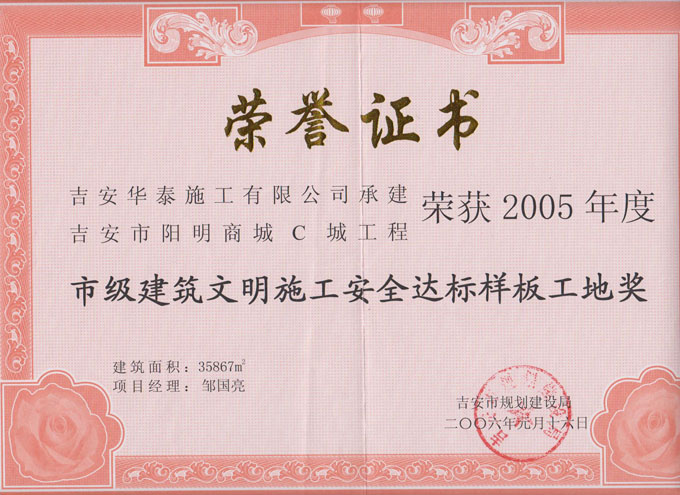 荣誉证书
吉安华泰施工有限公司承建
吉安市阳明商城C城工程
荣获2005年度
市级建筑文明施工安全达标样板工地奖
建筑面积：35867m²
项目经理：邹国亮
吉安市规划建设局
二〇〇六年元月十六日